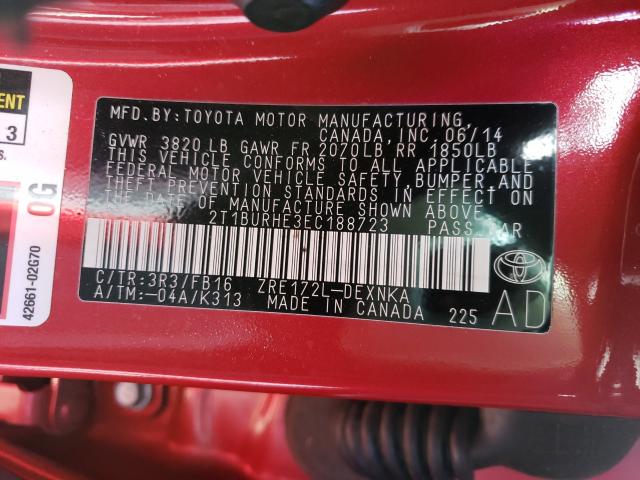 MFD.BY:TOYOTA MOTOR MANUFACTURING,
CANADA, INC. 06/14
GVWR 3820 LB GAWR FR 2070LB RR 1850LB
THIS VEHICLE CONFORMS TO ALL APPLICABLE
FEDERAL MOTOR VEHICLE SAFETY, BUMPER, AND
THEFT PREVENTION STANDARDS IN EFFECT ON
THE DATE OF MANUFACTURE SHOWN ABOVE.
2T1BURHE3EC188723 PASS CAR
C/TR:3R3/FB16 ZRE172L-DEXNKA
A/TM:-04A/K313 MADE IN CANADA 225
AD
3
0G
42661-02G70